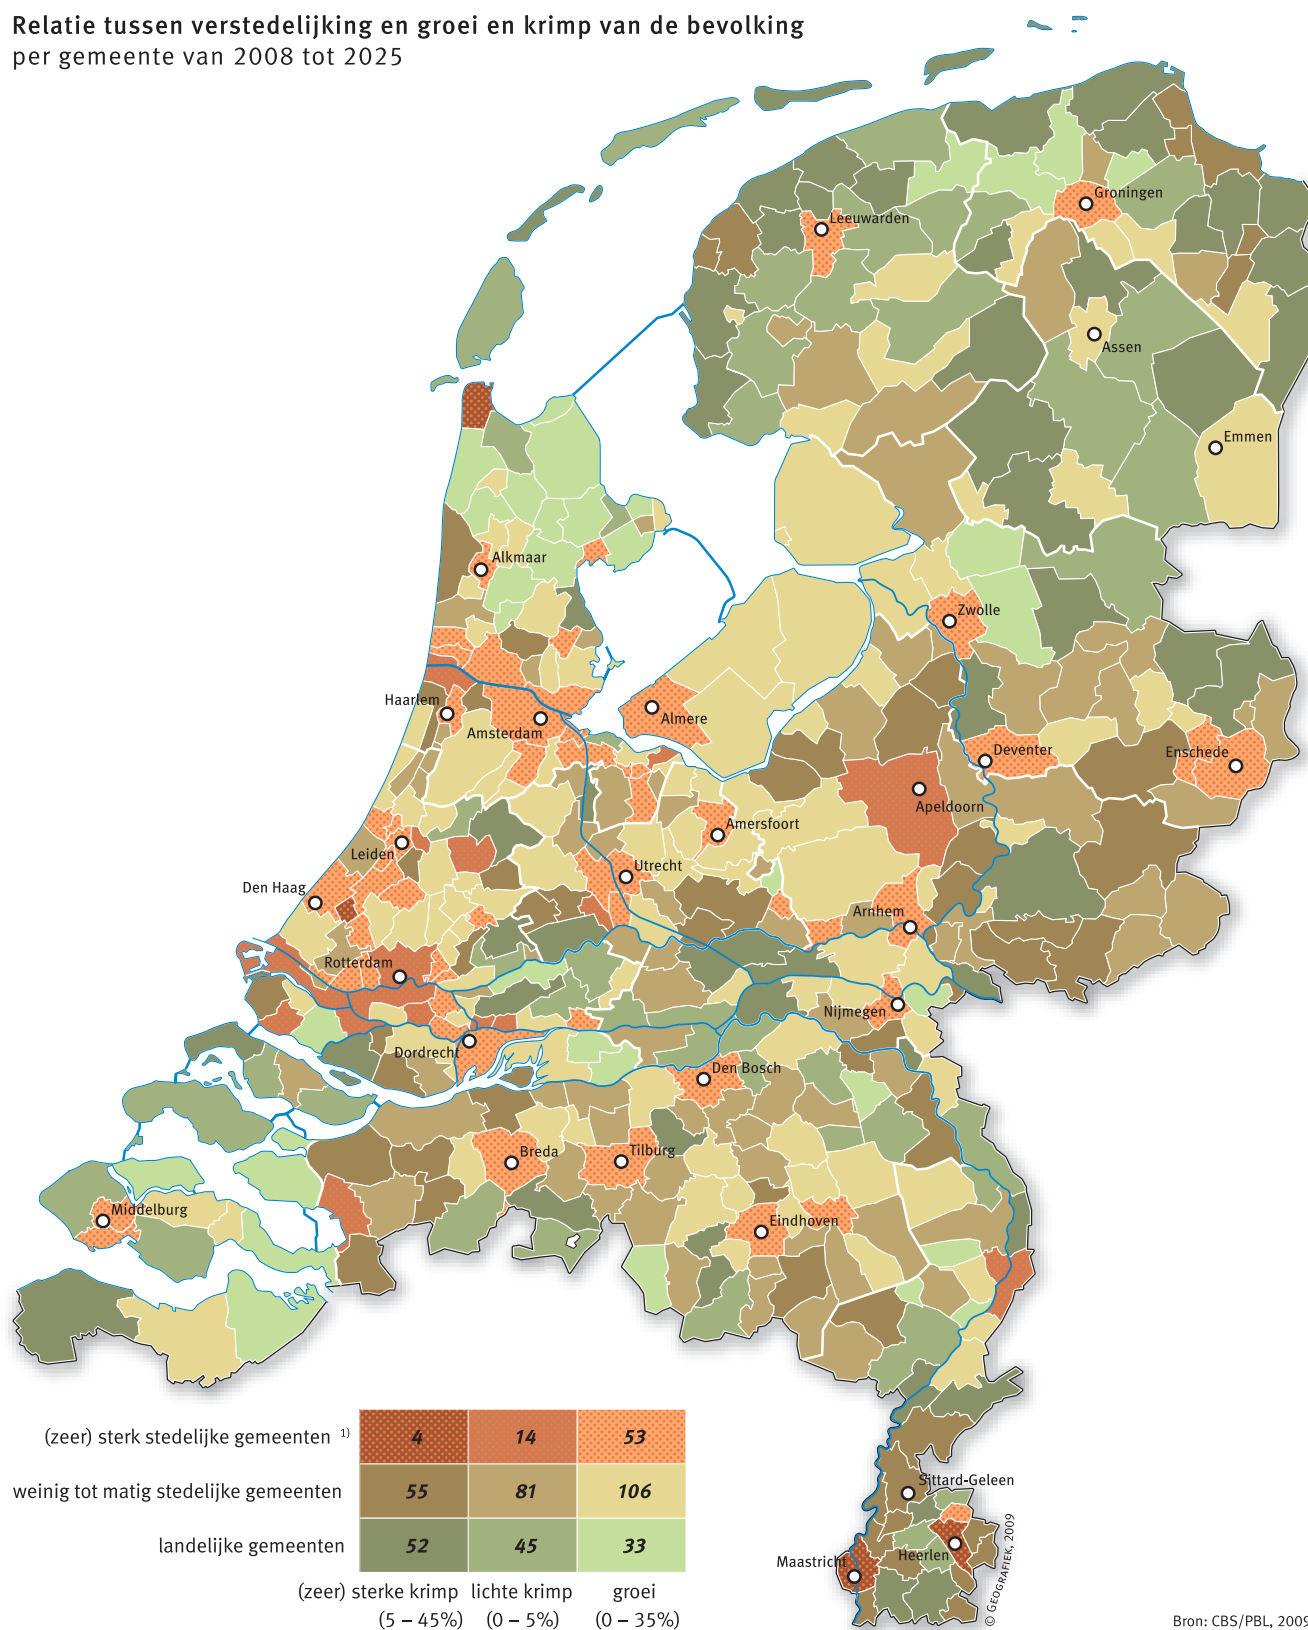 Relatie tussen verstedelijking en groei en krimp van de bevolking
per gemeente van 2008 tot 2025
Groningen
Leeuwarden
Assen
Emmen
Alkmaar
Zwolle
Haarlem
Almere
Amsterdam
Deventer
Enschede
Apeldoorn
Amersfoort
Leiden
Utrecht
Den Haag
Arnhem
Rotterdam
Nijmegen
Dordrecht
Den Bosch
Breda
Tilburg
Middelburg
Eindhoven
Sittard-Geleen
Heerlen
Maastricht
(zeer) sterk stedelijke gemeenten 1) 4 14 53
weinig tot matig stedelijke gemeenten 55 81 106
landelijke gemeenten 52 45 33
(zeer) sterke krimp lichte krimp groei
(5 – 45%) (0 – 5%) (0 – 35%)
© GEOGRAFIEK, 2009
Bron: CBS/PBL, 2009